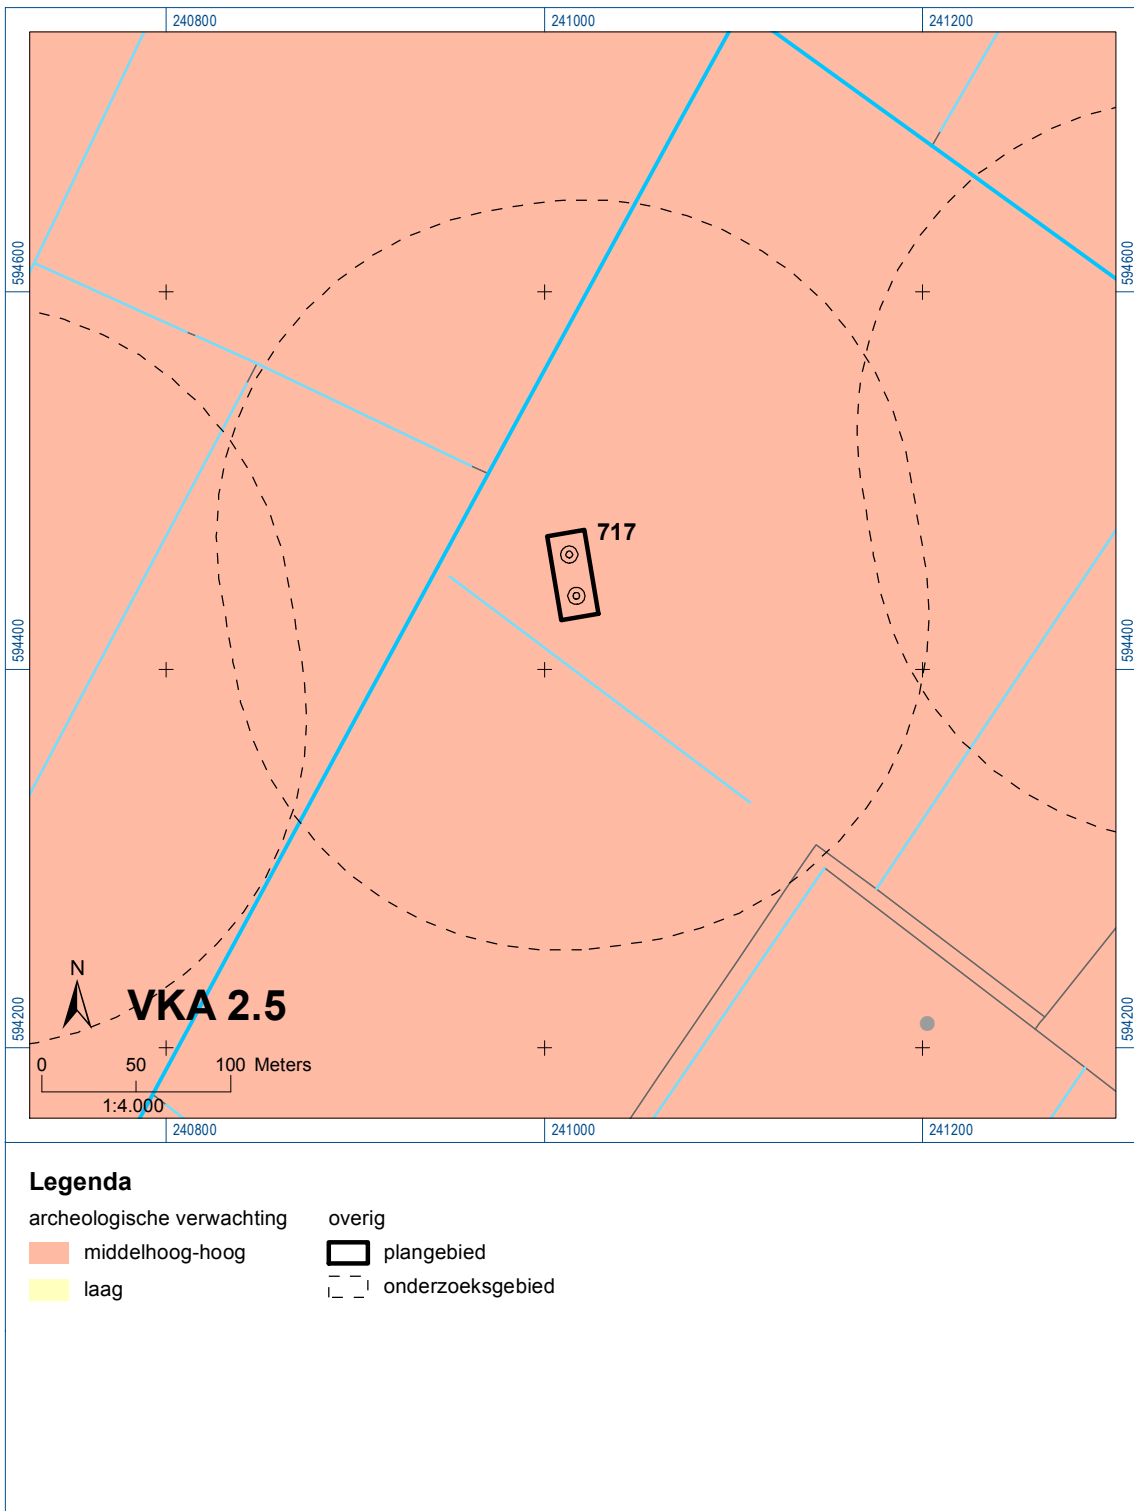 240800 241000 241200
594600 594600
717
594400 594400
N
VKA 2.5
594200 594200
0 50 100 Meters
1:4.000
240800 241000 241200
Legenda
archeologische verwachting overig
middelhoog-hoog plangebied
laag onderzoeksgebied